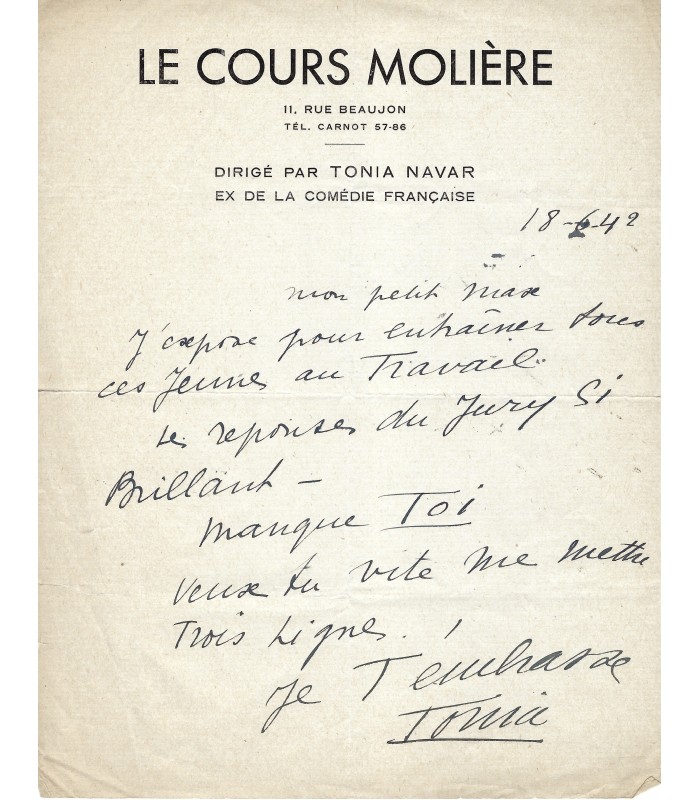 LE COURS MOLIÈRE
11, RUE BEAUJON
TÉL. CARNOT 57-86
DIRIGÉ PAR TONIA NAVAR
EX DE LA COMÉDIE FRANÇAISE
18-6-42
mon petit Max
J'expose pour entraîner tous
ces Jeunes au Travail.
Les reponses du Jury Si
Brillant –
manque Toi
Veux tu vite me mettre
Trois Lignes. !
Je T'embrasse
Tonia